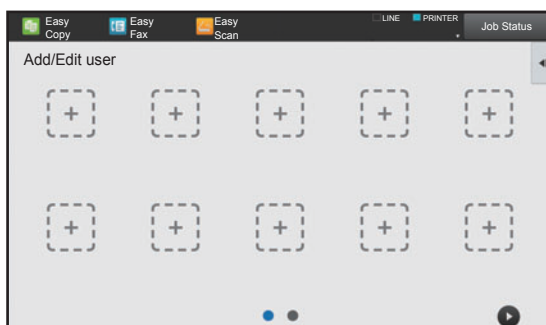 Easy
Copy
Easy
Fax
Easy
Scan
LINE
PRINTER
Job Status
Add/Edit user